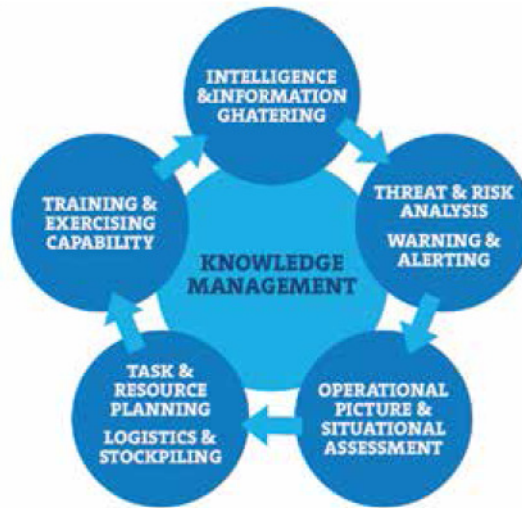 INTELLIGENCE
&INFORMATION
GHATERING
THREAT & RISK
ANALYSIS
WARNING &
ALERTING
OPERATIONAL
PICTURE &
SITUATIONAL
ASSESSMENT
TASK &
RESOURCE
PLANNING
LOGISTICS &
STOCKPILING
TRAINING &
EXERCISING
CAPABILITY
KNOWLEDGE
MANAGEMENT